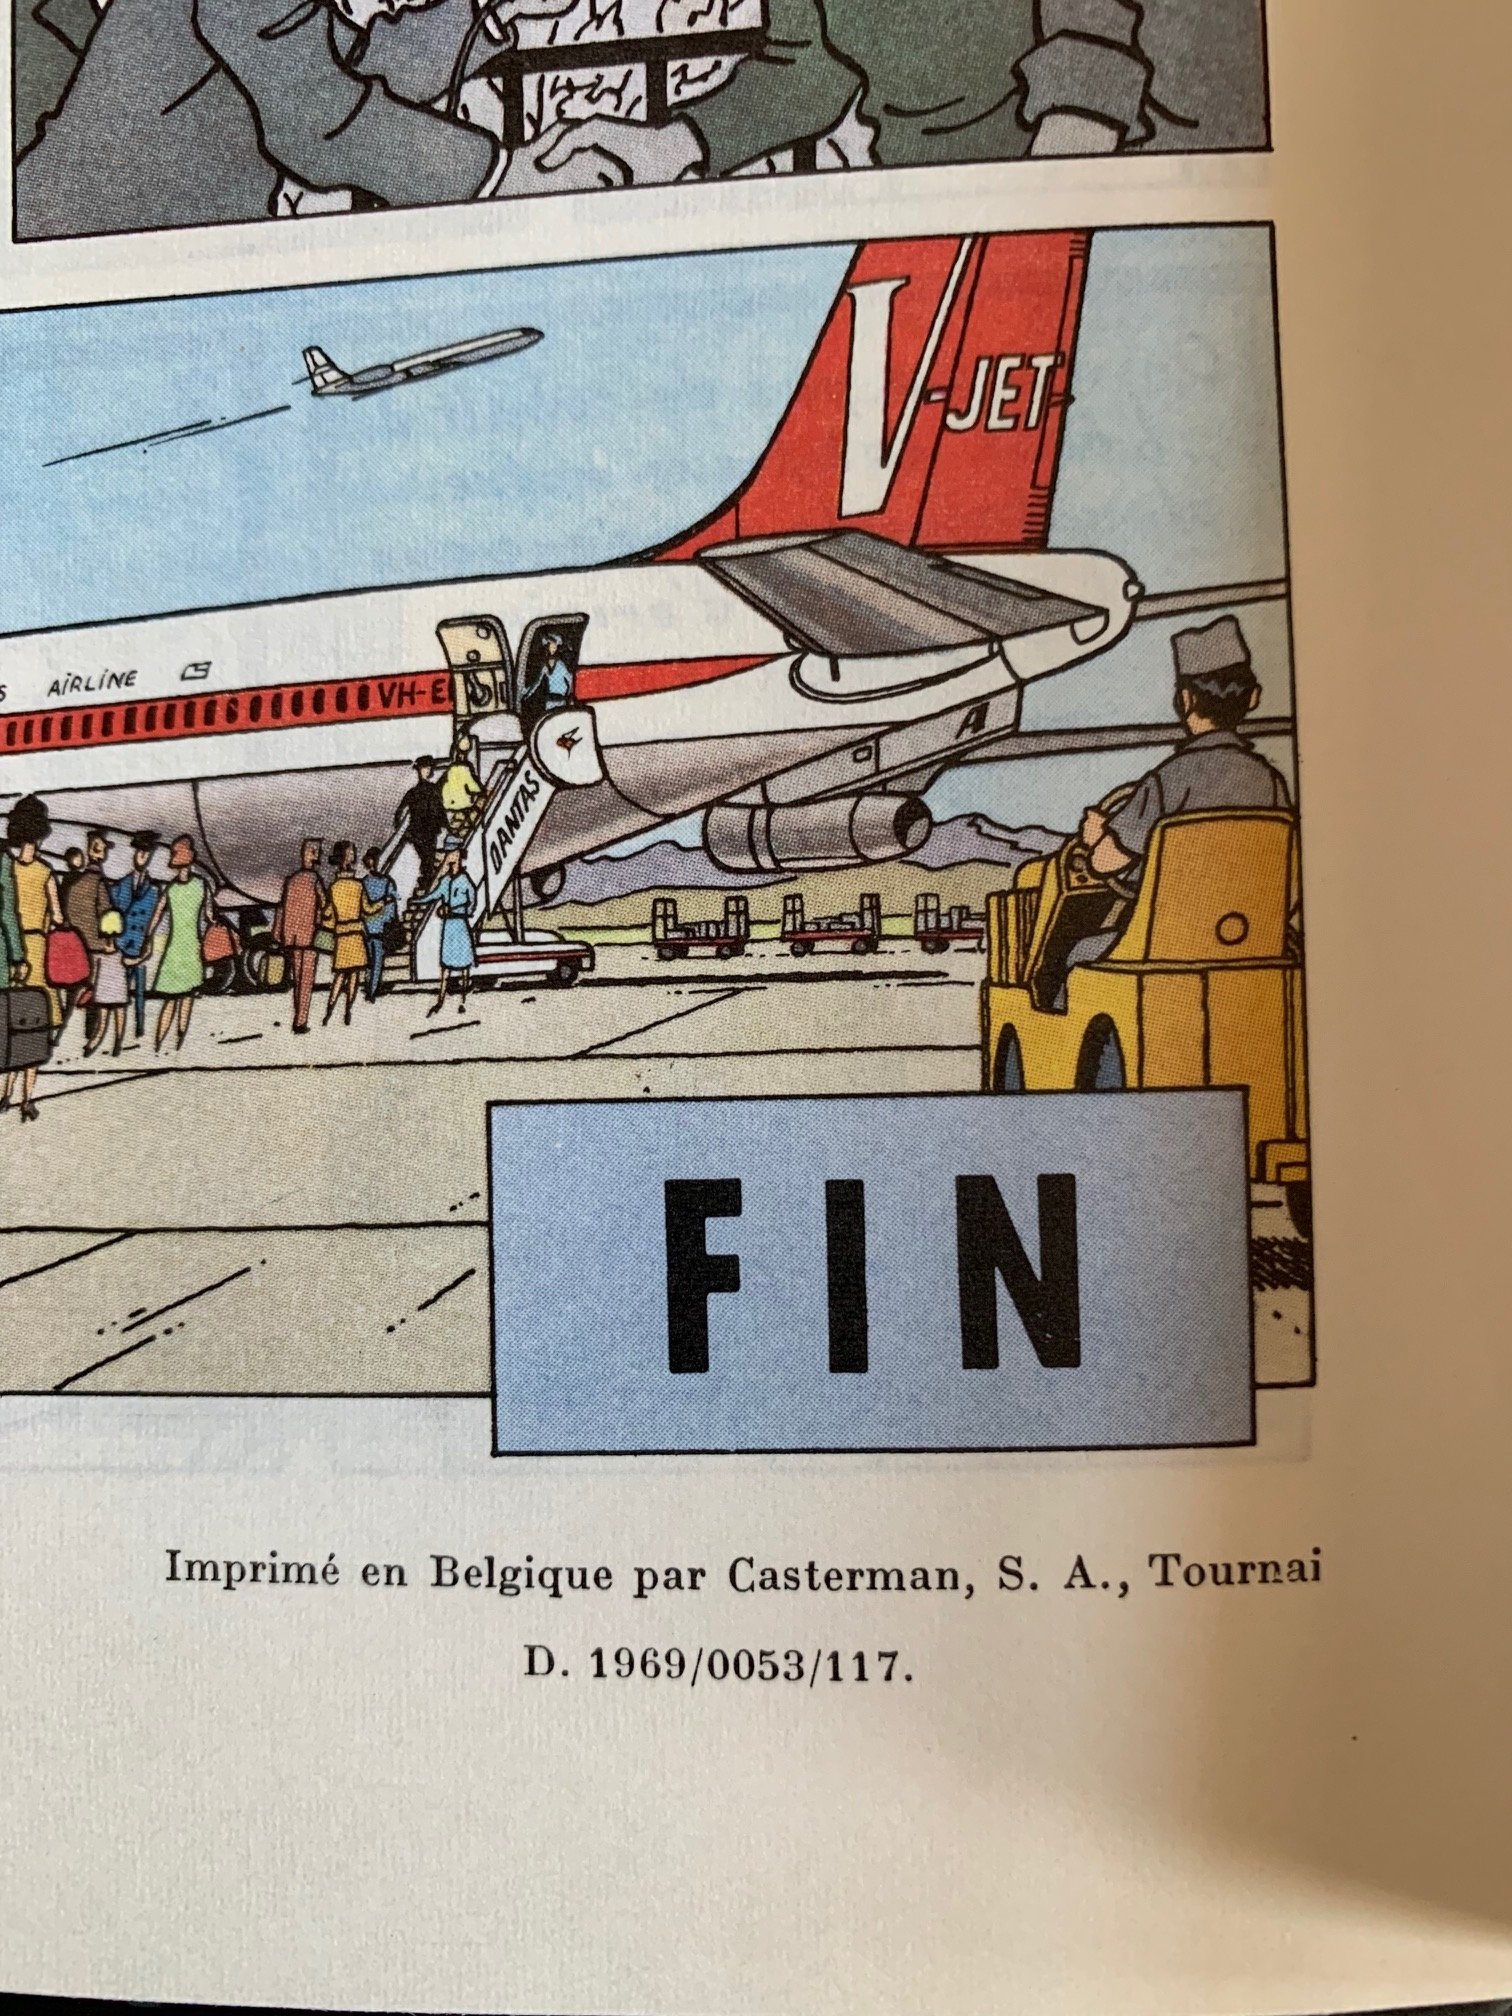 V-JET
S AIRLINE
VH-E
QANTAS
A
FIN
Imprimé en Belgique par Casterman, S. A., Tournai
D. 1969/0053/117.